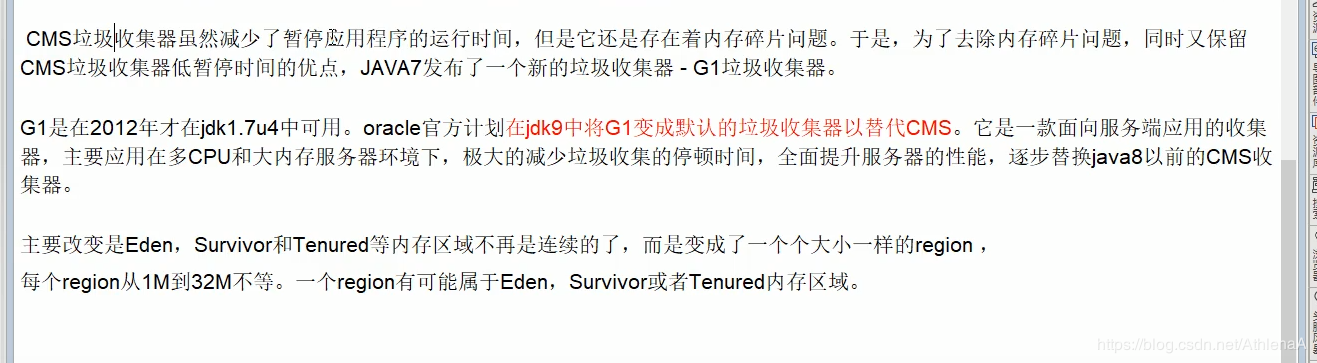 CMS垃圾收集器虽然减少了暂停应用程序的运行时间，但是它还是存在着内存碎片问题。于是，为了去除内存碎片问题，同时又保留
CMS垃圾收集器低暂停时间的优点，JAVA7发布了一个新的垃圾收集器 - G1垃圾收集器。
G1是在2012年才在jdk1.7u4中可用。oracle官方计划在jdk9中将G1变成默认的垃圾收集器以替代CMS。它是一款面向服务端应用的收集
器，主要应用在多CPU和大内存服务器环境下，极大的减少垃圾收集的停顿时间，全面提升服务器的性能，逐步替换java8以前的CMS收
集器。
主要改变是Eden，Survivor和Tenured等内存区域不再是连续的了，而是变成了一个个大小一样的region ，
每个region从1M到32M不等。一个region有可能属于Eden，Survivor或者Tenured内存区域。